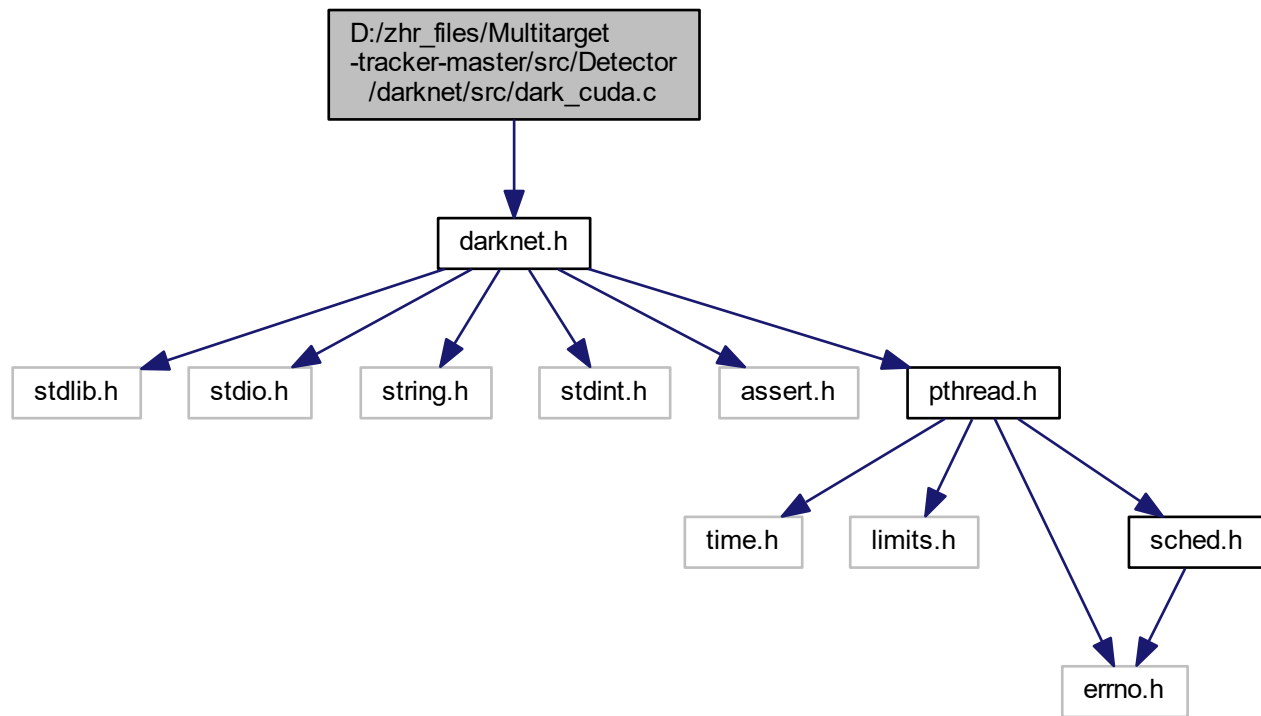 D:/zhr_files/Multitarget
-tracker-master/src/Detector
/darknet/src/dark_cuda.c
darknet.h
stdlib.h
stdio.h
string.h
stdint.h
assert.h
pthread.h
time.h
limits.h
sched.h
errno.h